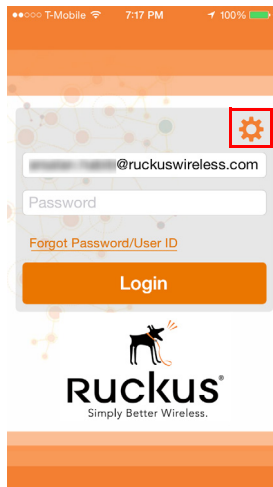 T-Mobile 7:17 PM 100%
@ruckuswireless.com
Password
Forgot Password/User ID
Login
Ruckus®
Simply Better Wireless.